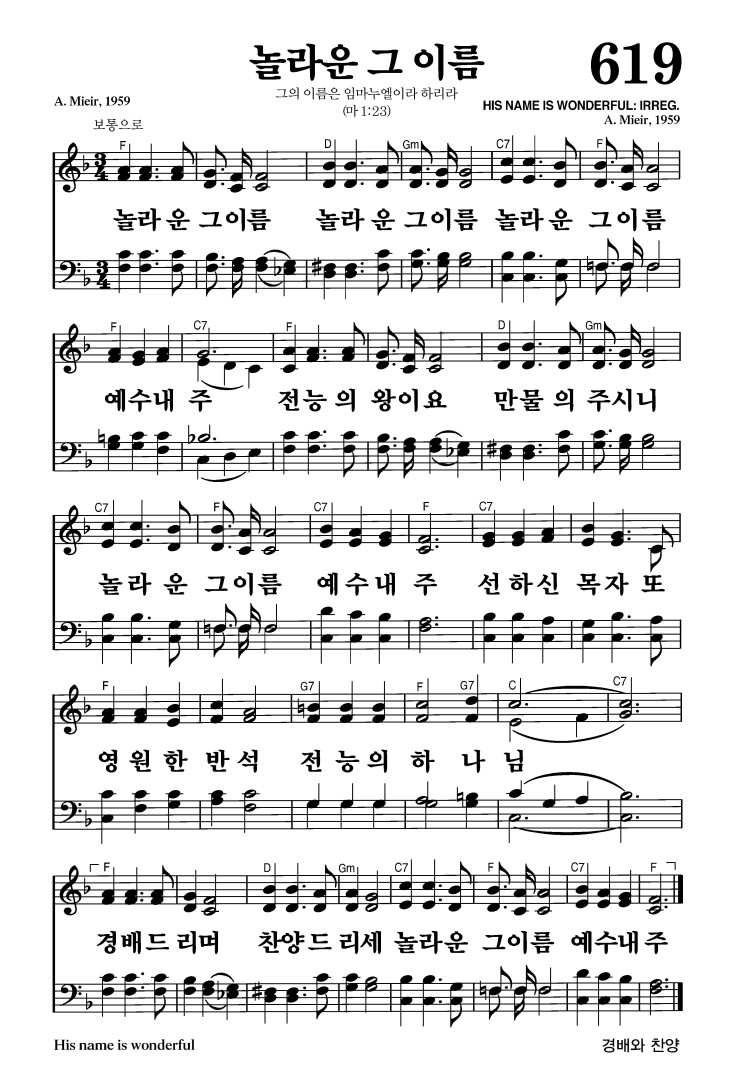 놀라운 그 이름
619
그의 이름은 임마누엘이라 하리라
(마 1:23)
A. Mieir, 1959
HIS NAME IS WONDERFUL: IRREG.
A. Mieir, 1959
보통으로
F D Gm C7 F
3 4
놀라 운 그이름 놀라 운 그이름 놀라 운 그이름
3 4
F C7 F D Gm
예수내 주 전능 의 왕이요 만물 의 주시니
C7 F C7 F C7
놀라 운 그이름 예수내 주 선하신 목자 또
F G7 F G7 C C7
영원한 반석 전능의 하 나 님
F D Gm C7 F C7 F
경배드 리며 찬양드 리세 놀라운 그이름 예수내주
His name is wonderful
경배와 찬양